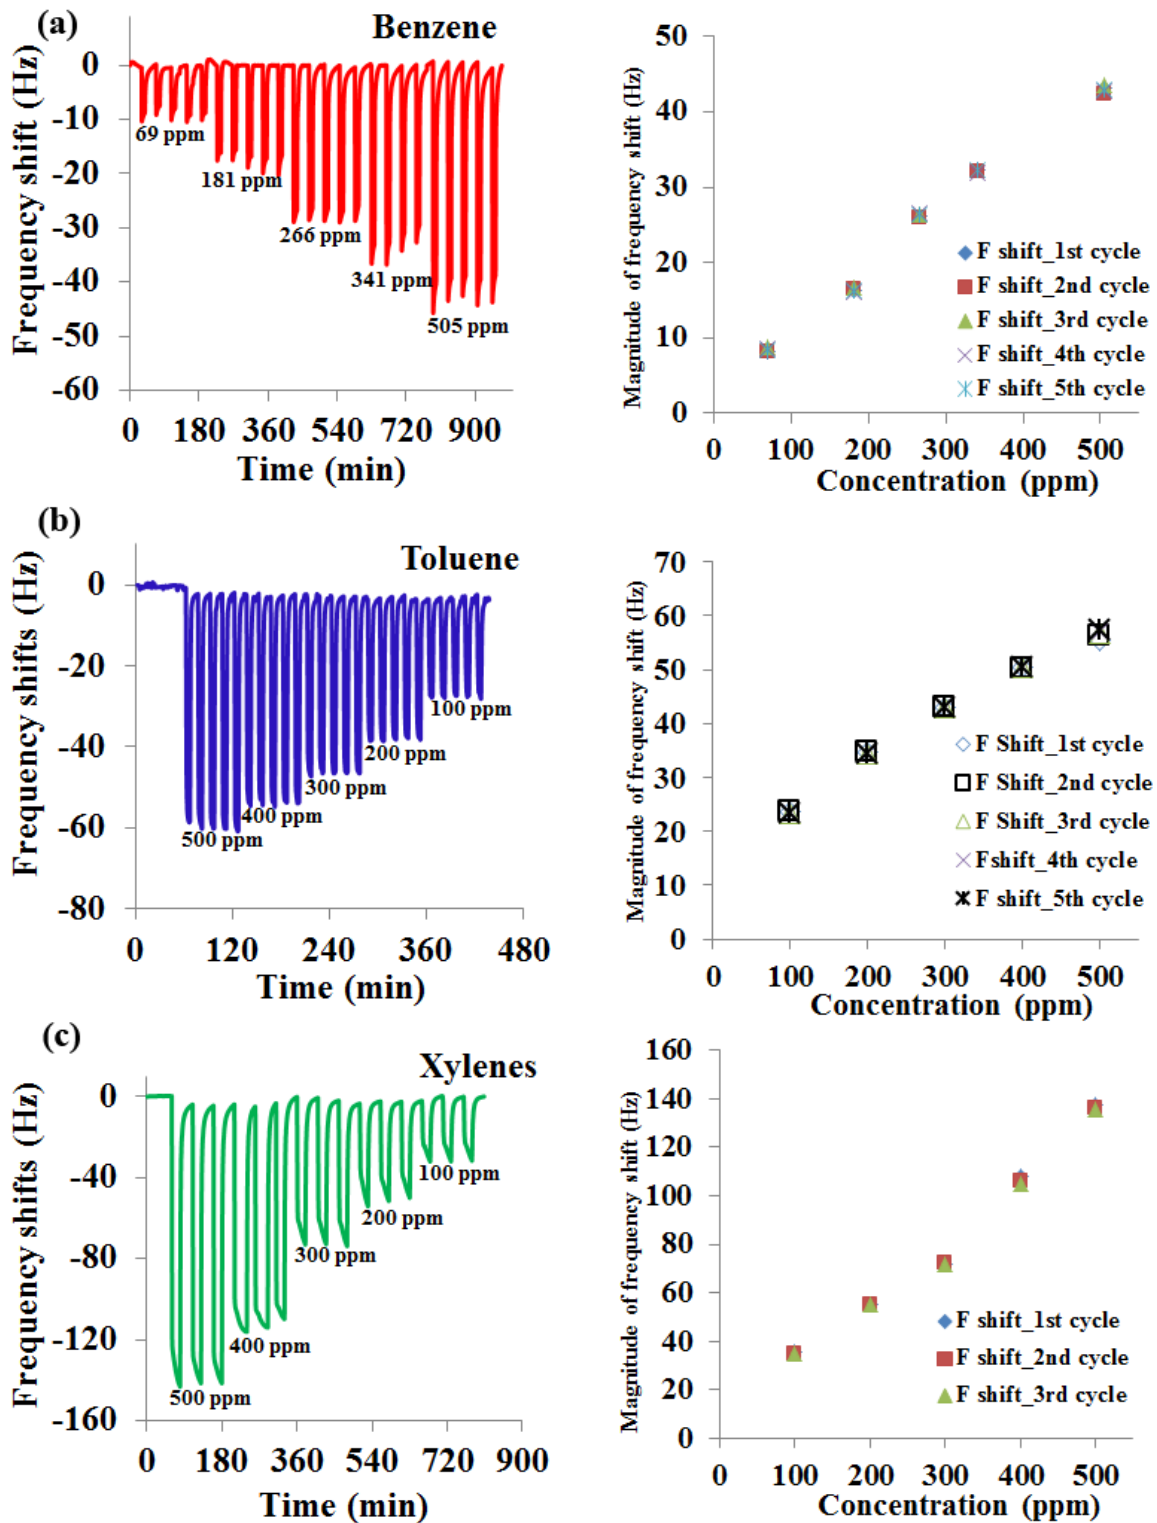 (a)
Benzene
Frequency shift (Hz)
0
-10
-20
-30
-40
-50
-60
69 ppm
181 ppm
266 ppm
341 ppm
505 ppm
0 180 360 540 720 900
Time (min)
Magnitude of frequency shift (Hz)
50
40
30
20
10
0
F shift_1st cycle
F shift_2nd cycle
F shift_3rd cycle
F shift_4th cycle
F shift_5th cycle
0 100 200 300 400 500
Concentration (ppm)
(b)
Toluene
Frequency shifts (Hz)
0
-20
-40
-60
-80
100 ppm
200 ppm
300 ppm
400 ppm
500 ppm
0 120 240 360 480
Time (min)
Magnitude of frequency shift (Hz)
70
60
50
40
30
20
10
0
F Shift_1st cycle
F Shift_2nd cycle
F Shift_3rd cycle
Fshift_4th cycle
F shift_5th cycle
0 100 200 300 400 500
Concentration (ppm)
(c)
Xylenes
Frequency shifts (Hz)
0
-40
-80
-120
-160
100 ppm
200 ppm
300 ppm
400 ppm
500 ppm
0 180 360 540 720 900
Time (min)
Magnitude of frequency shift (Hz)
160
140
120
100
80
60
40
20
0
F shift_1st cycle
F shift_2nd cycle
F shift_3rd cycle
0 100 200 300 400 500
Concentration (ppm)